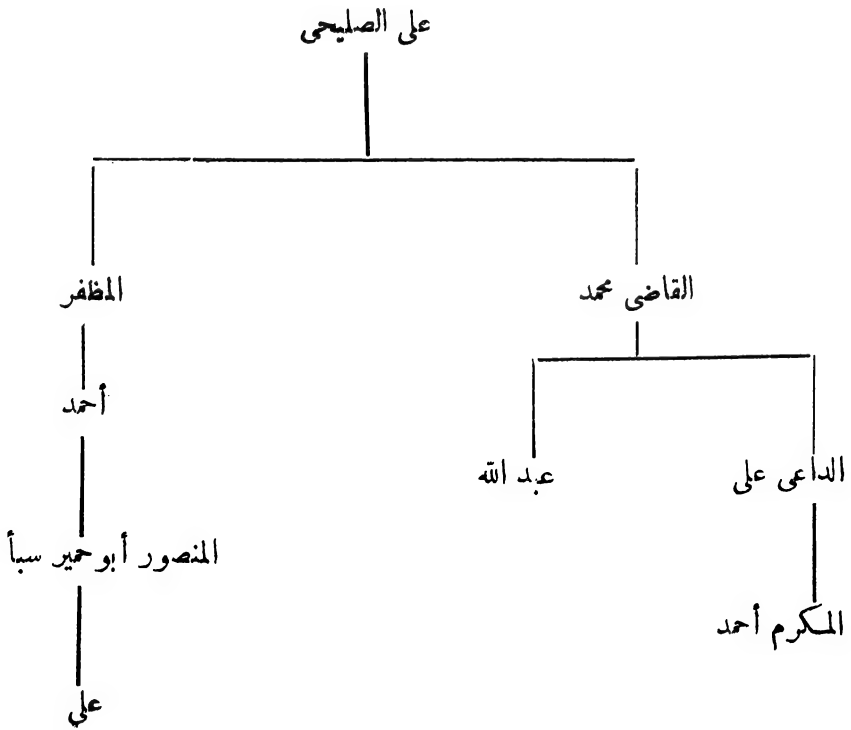 على الصليحى
القاضى محمد
المظفر
أحمد
الداعى على
عبد الله
المنصور أبو حمير سبأ
المكرم أحمد
علي